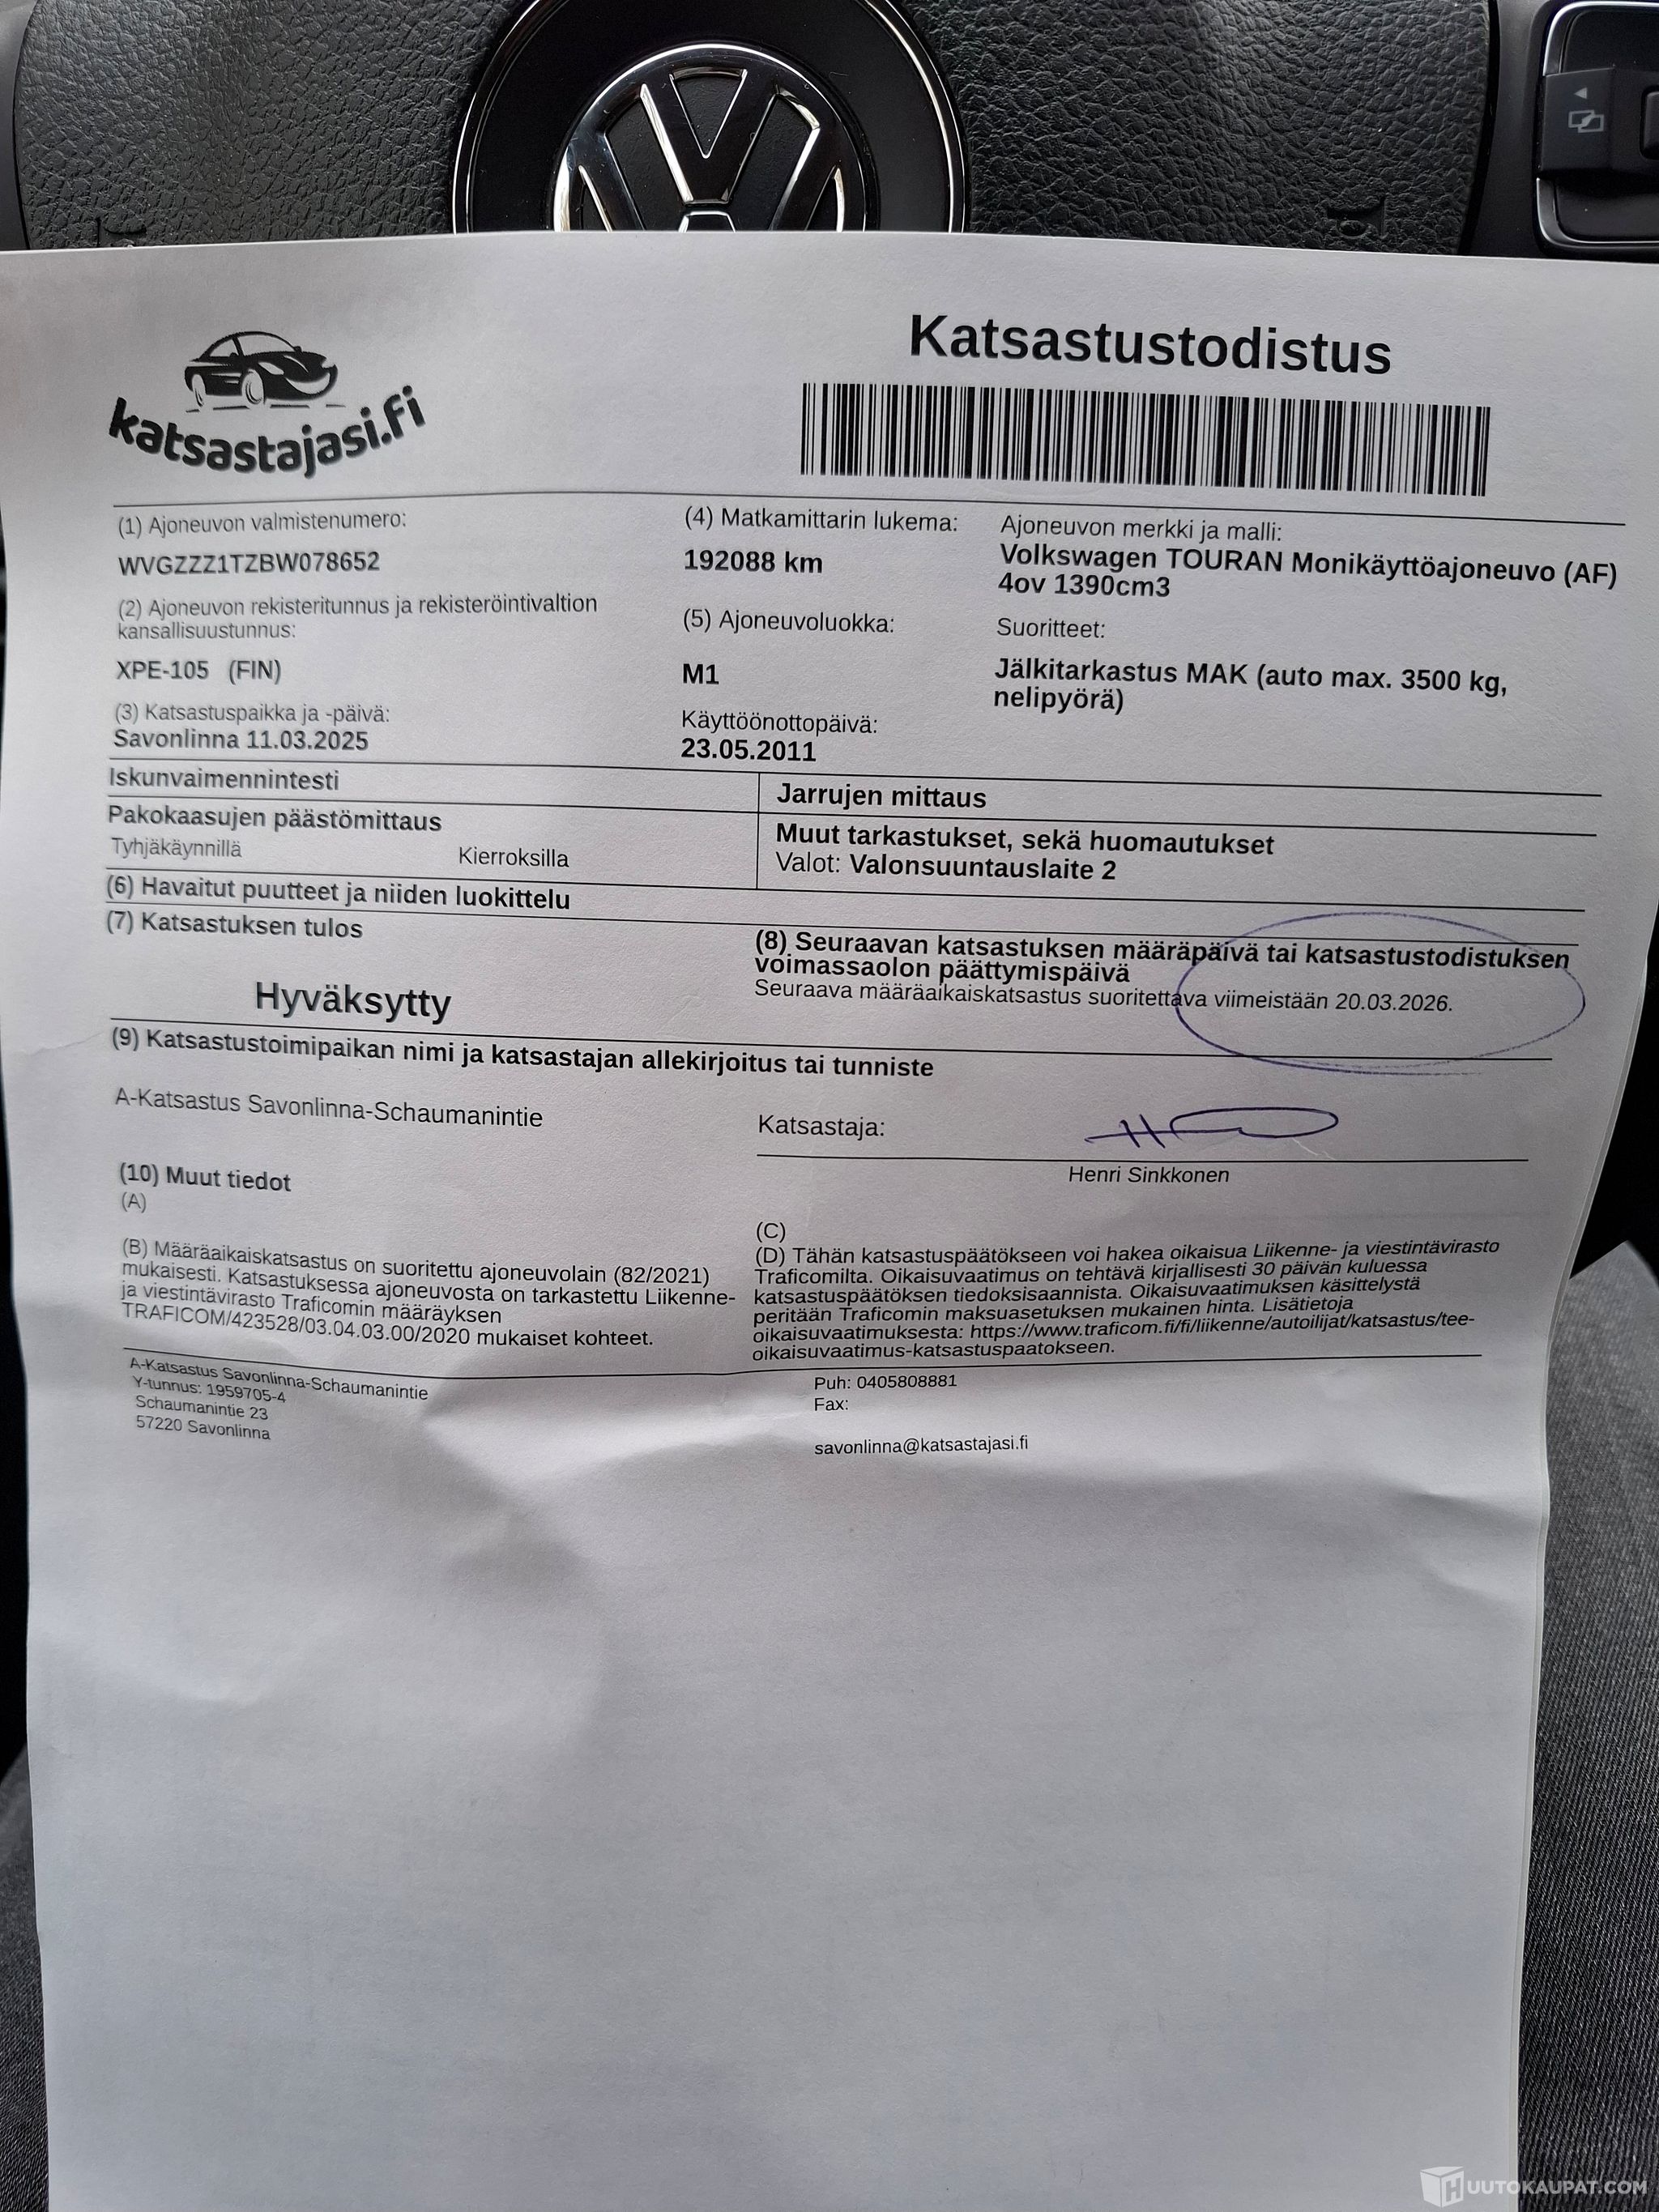 Katsastustodistus
katsastajasi.fi
(1) Ajoneuvon valmistenumero:
WVGZZZ1TZBW078652
(2) Ajoneuvon rekisteritunnus ja rekisteröintivaltion
kansallisuustunnus:
XPE-105 (FIN)
(3) Katsastuspaikka ja -päivä:
Savonlinna 11.03.2025
(4) Matkamittarin lukema:
192088 km
(5) Ajoneuvoluokka:
M1
Käyttöönottopäivä:
23.05.2011
Ajoneuvon merkki ja malli:
Volkswagen TOURAN Monikäyttöajoneuvo (AF)
4ov 1390cm3
Suoritteet:
Jälkitarkastus MAK (auto max. 3500 kg,
nelipyörä)
Iskunvaimennintesti
Pakokaasujen päästömittaus
Tyhjäkäynnillä Kierroksilla
Jarrujen mittaus
Muut tarkastukset, sekä huomautukset
Valot: Valonsuuntauslaite 2
(6) Havaitut puutteet ja niiden luokittelu
(7) Katsastuksen tulos
Hyväksytty
(8) Seuraavan katsastuksen määräpäivä tai katsastustodistuksen
voimassaolon päättymispäivä
Seuraava määräaikaiskatsastus suoritettava viimeistään 20.03.2026.
(9) Katsastustoimipaikan nimi ja katsastajan allekirjoitus tai tunniste
A-Katsastus Savonlinna-Schaumanintie
Katsastaja:
Henri Sinkkonen
(10) Muut tiedot
(A)
(B) Määräaikaiskatsastus on suoritettu ajoneuvolain (82/2021)
mukaisesti. Katsastuksessa ajoneuvosta on tarkastettu Liikenne-
ja viestintävirasto Traficomin määräyksen
TRAFICOM/423528/03.04.03.00/2020 mukaiset kohteet.
(C)
(D) Tähän katsastuspäätökseen voi hakea oikaisua Liikenne- ja viestintävirasto
Traficomilta. Oikaisuvaatimus on tehtävä kirjallisesti 30 päivän kuluessa
katsastuspäätöksen tiedoksisaannista. Oikaisuvaatimuksen käsittelystä
peritään Traficomin maksuasetuksen mukainen hinta. Lisätietoja
oikaisuvaatimuksesta: https://www.traficom.fi/fi/liikenne/autoilijat/katsastus/tee-
oikaisuvaatimus-katsastuspaatokseen.
A-Katsastus Savonlinna-Schaumanintie
Y-tunnus: 1959705-4
Schaumanintie 23
57220 Savonlinna
Puh: 0405808881
Fax:
savonlinna@katsastajasi.fi
HUUTOKAUPAT.COM